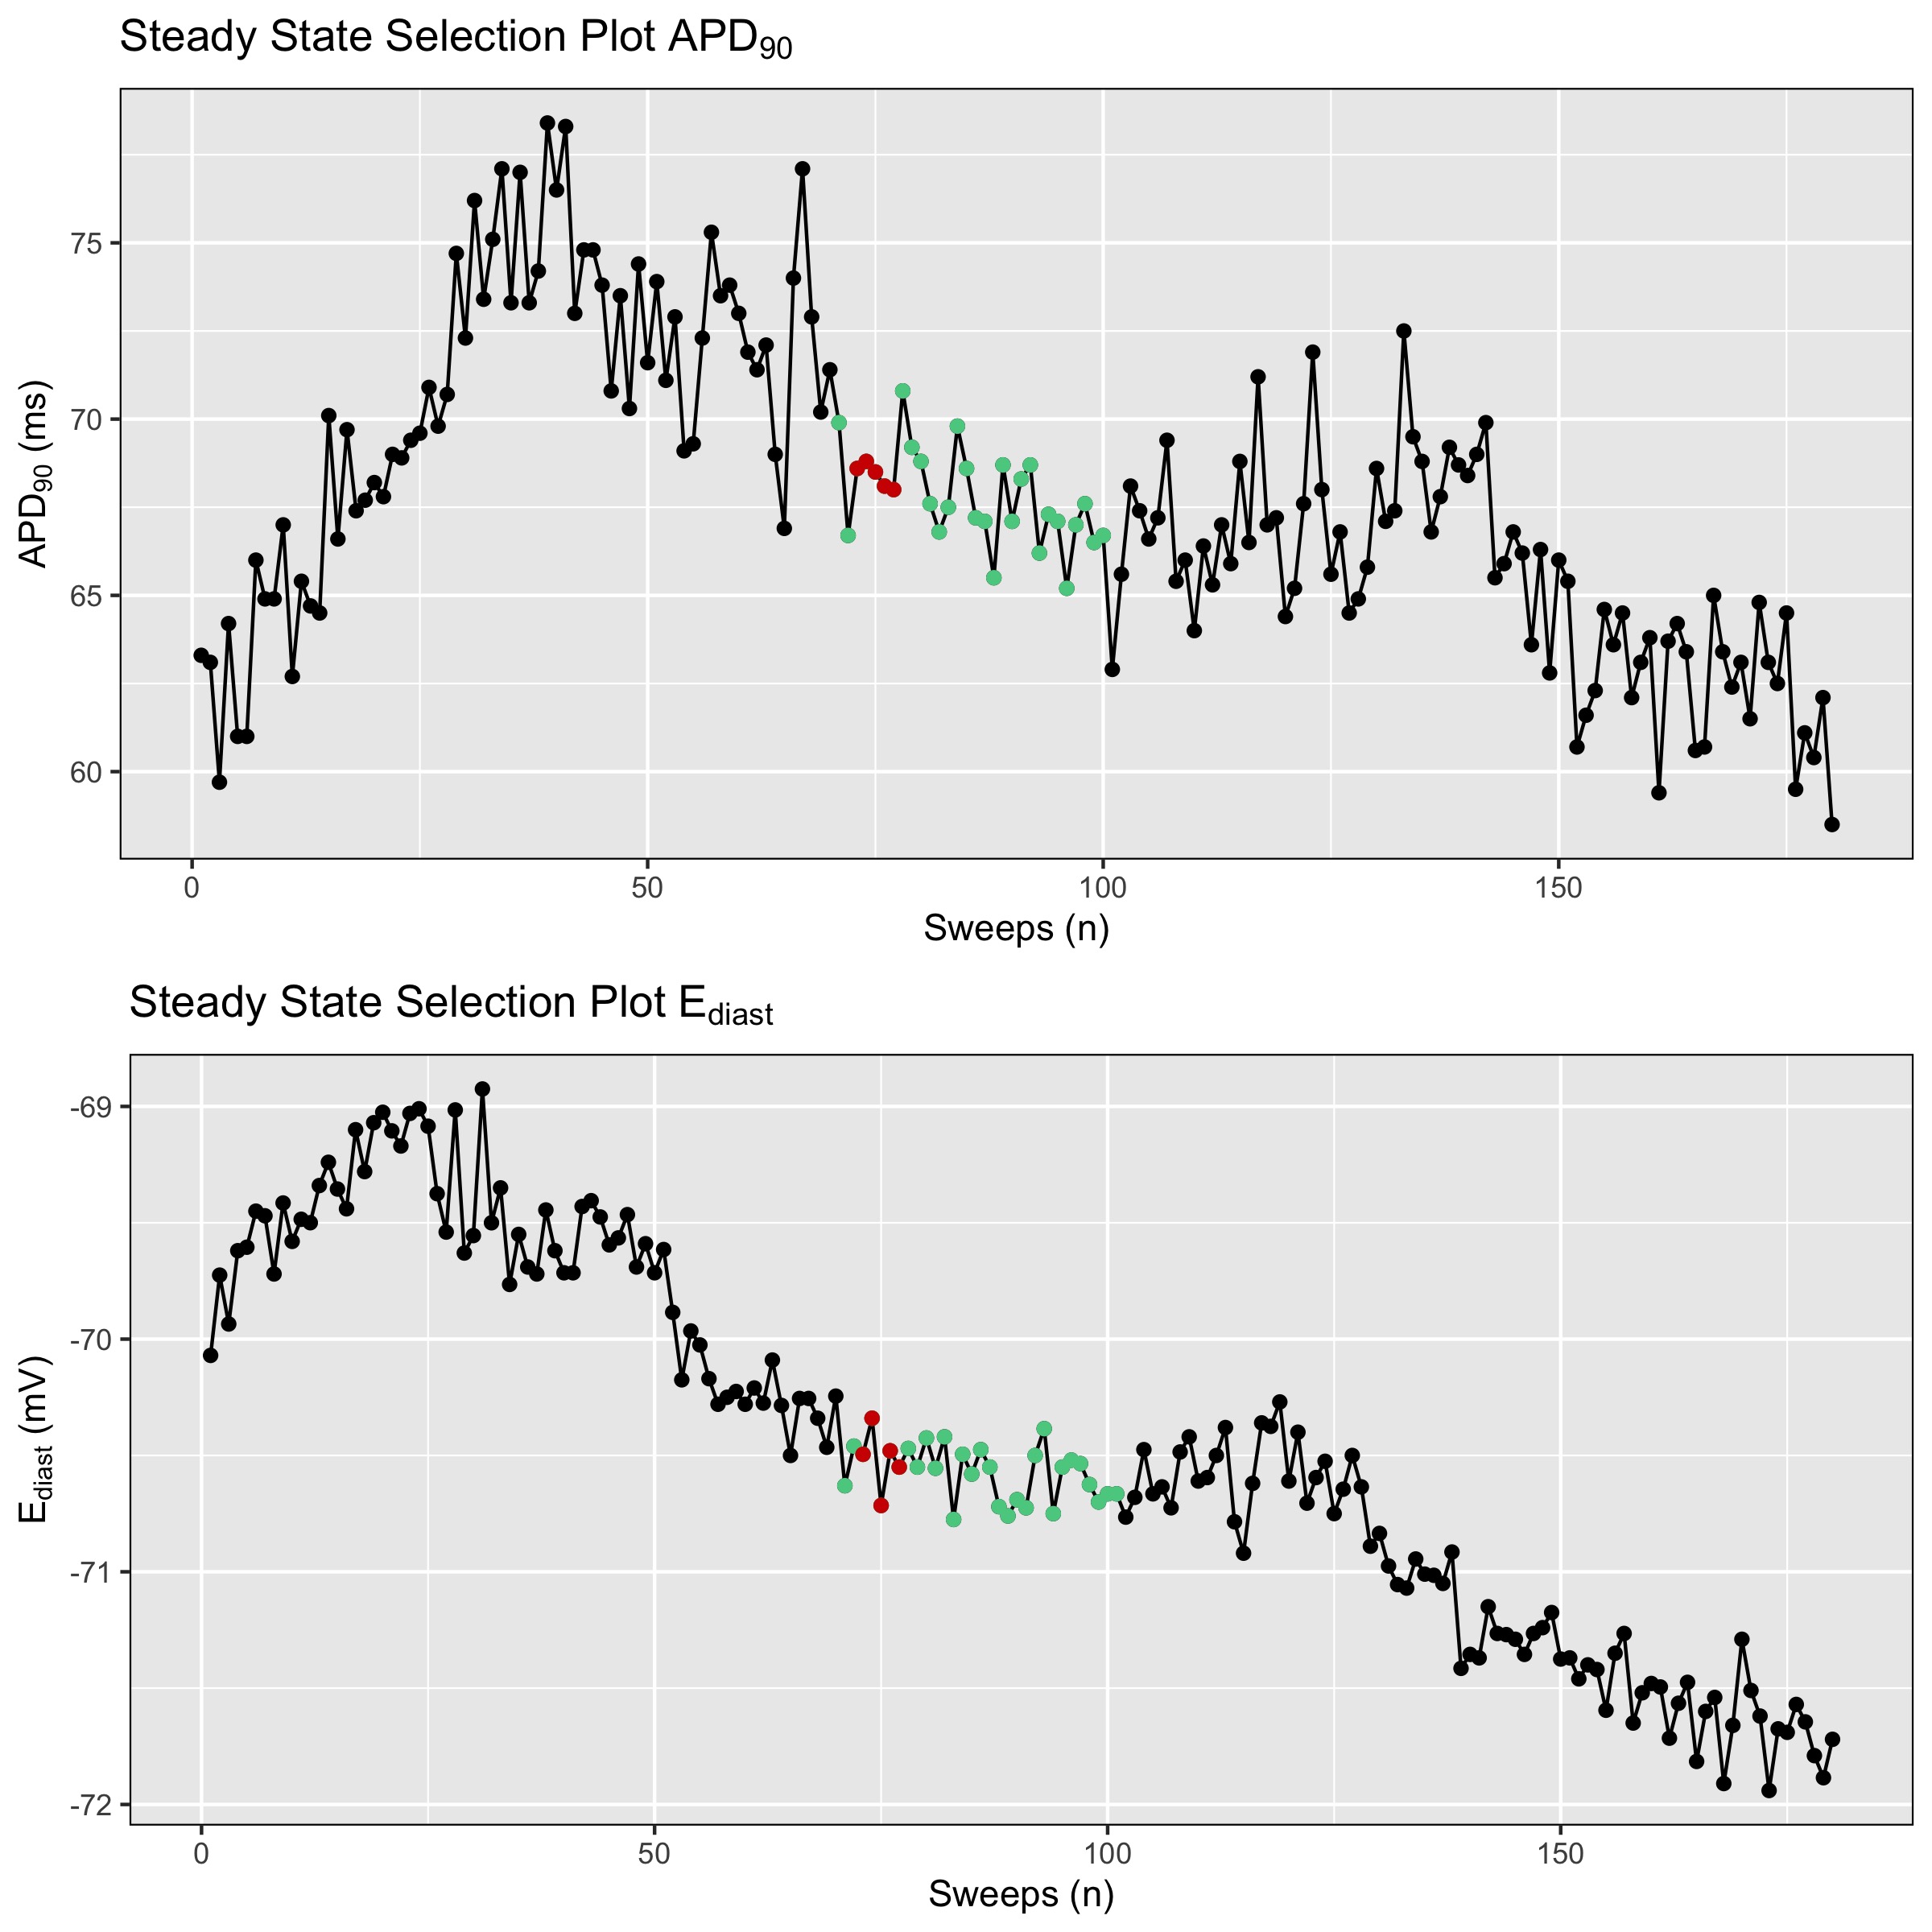 Steady State Selection Plot APD90
APD90 (ms)
75
70
65
60
0 50 100 150
Sweeps (n)
Steady State Selection Plot Ediast
Ediast (mV)
-69
-70
-71
-72
0 50 100 150
Sweeps (n)